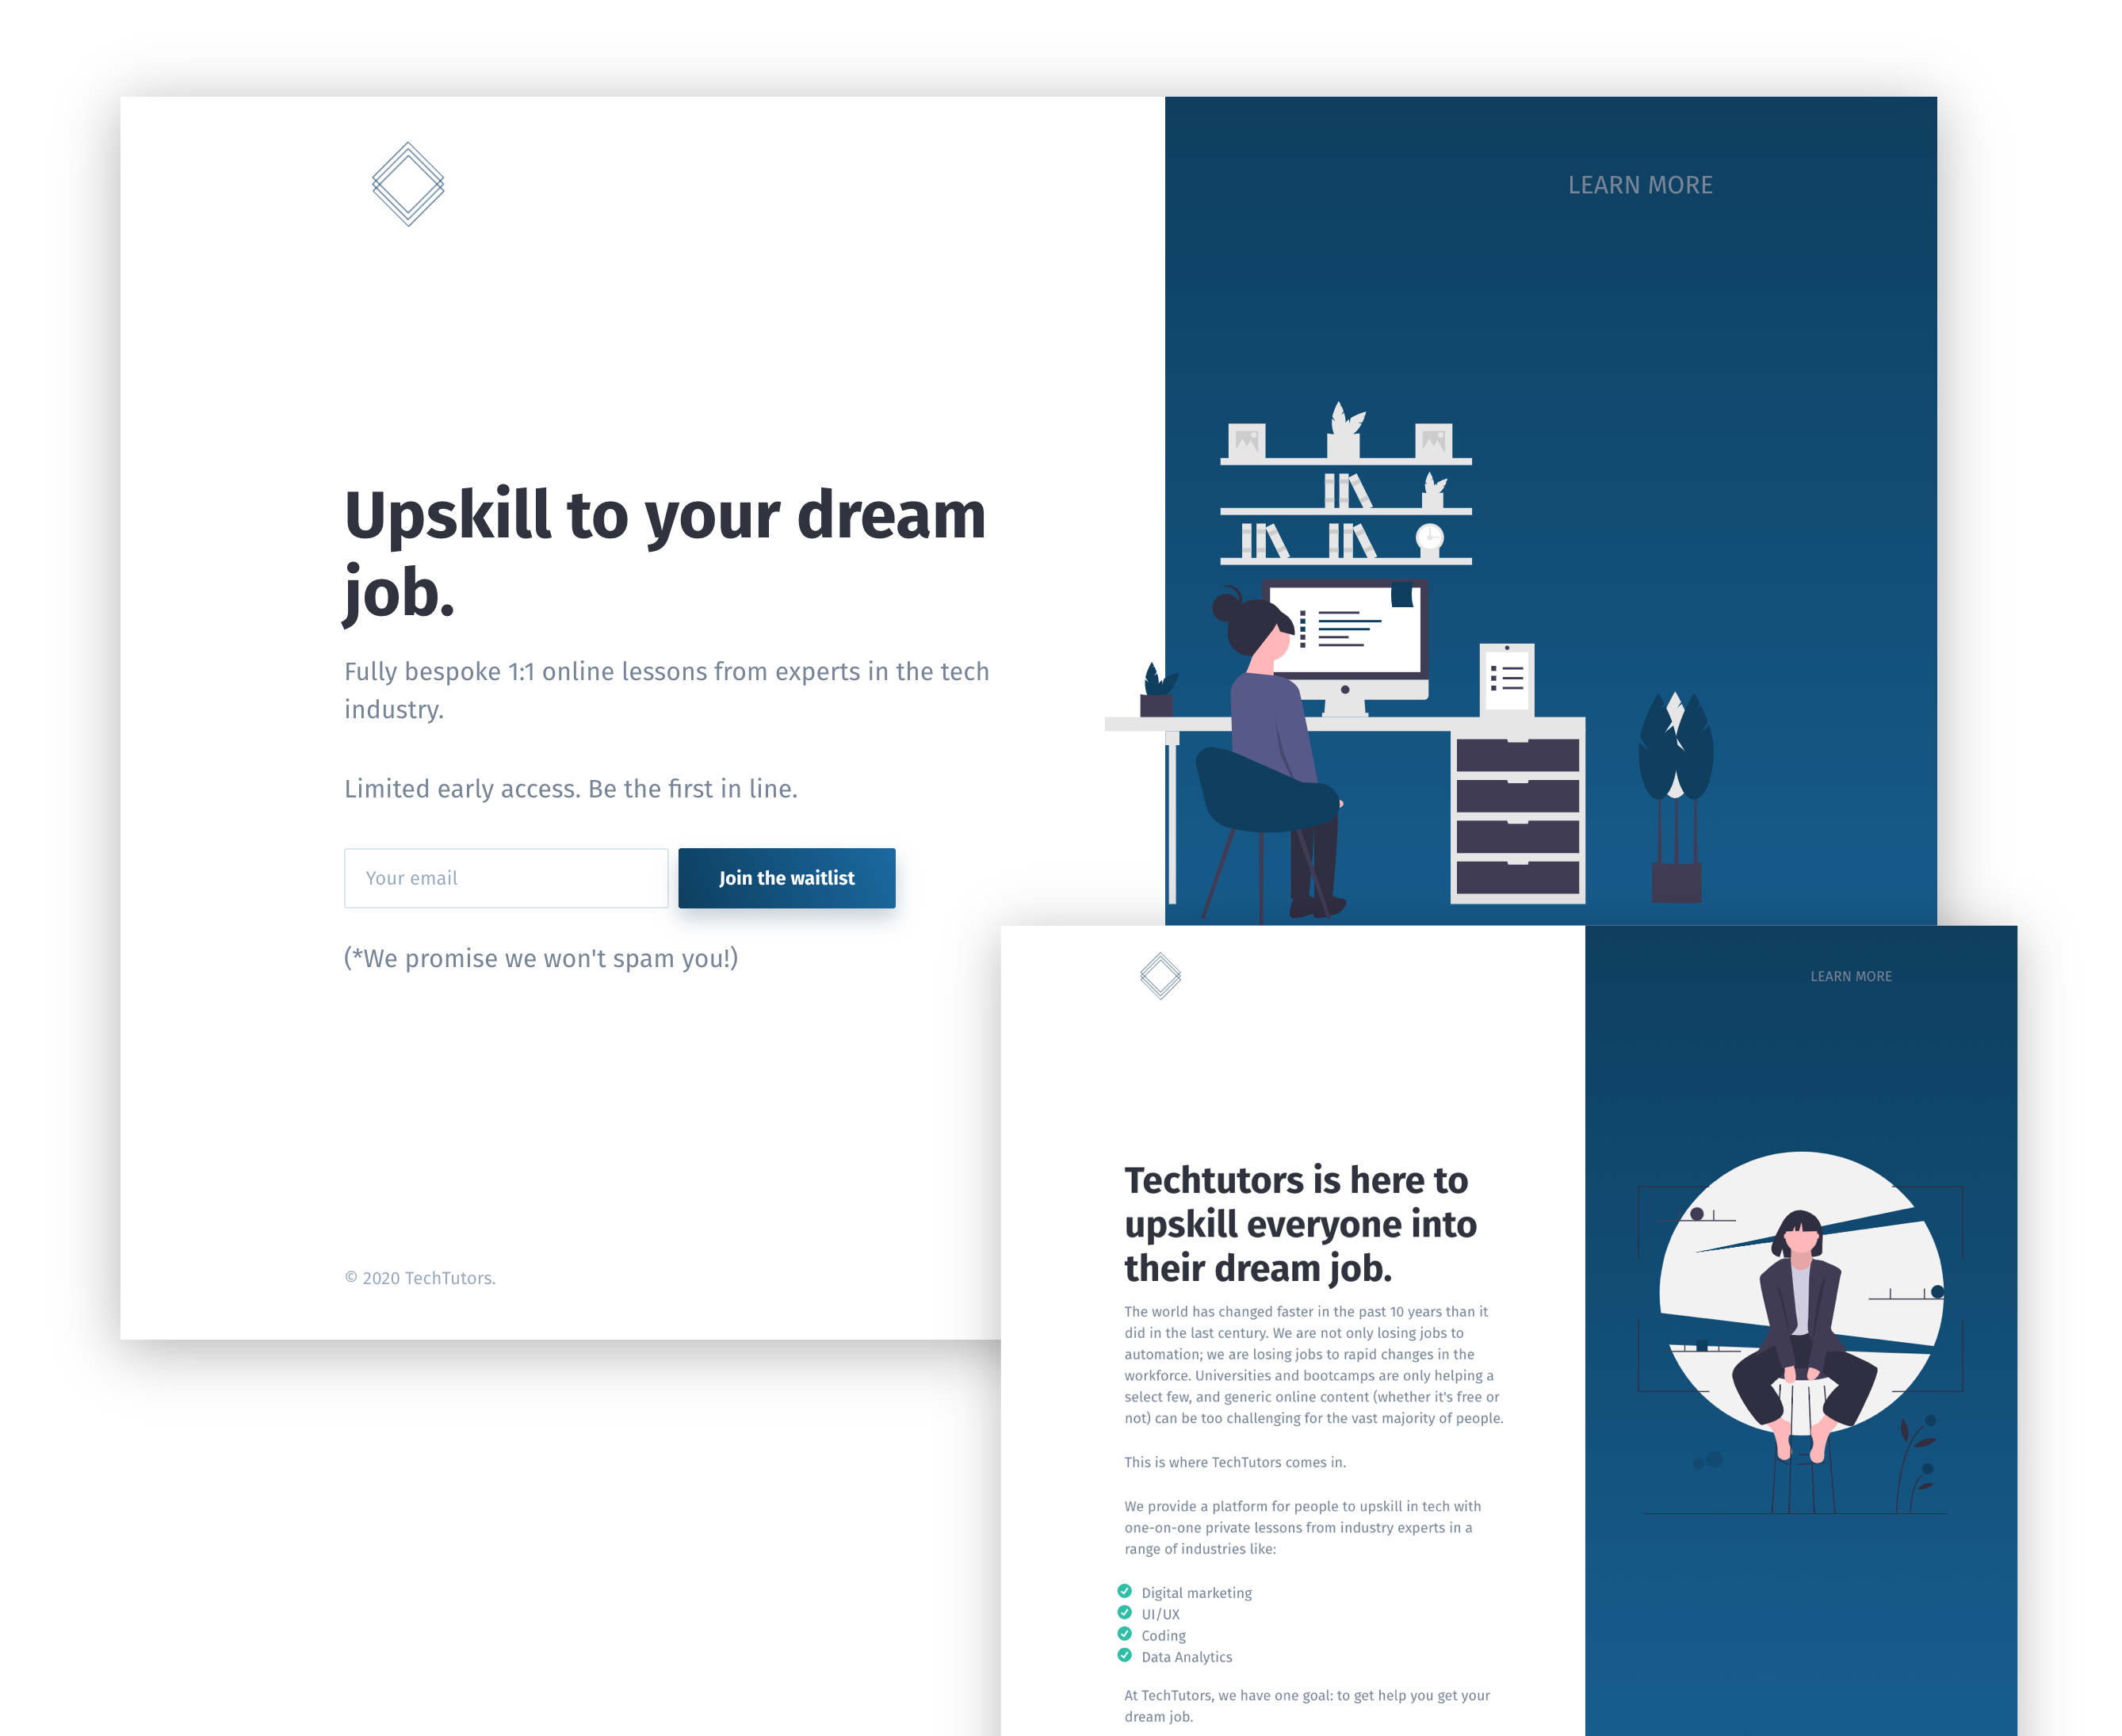 LEARN MORE
Upskill to your dream
job.
Fully bespoke 1:1 online lessons from experts in the tech
industry.
Limited early access. Be the first in line.
Your email
Join the waitlist
(*We promise we won't spam you!)
© 2020 TechTutors.
LEARN MORE
Techtutors is here to
upskill everyone into
their dream job.
The world has changed faster in the past 10 years than it
did in the last century. We are not only losing jobs to
automation; we are losing jobs to rapid changes in the
workforce. Universities and bootcamps are only helping a
select few, and generic online content (whether it's free or
not) can be too challenging for the vast majority of people.
This is where TechTutors comes in.
We provide a platform for people to upskill in tech with
one-on-one private lessons from industry experts in a
range of industries like:
Digital marketing
UI/UX
Coding
Data Analytics
At TechTutors, we have one goal: to get help you get your
dream job.